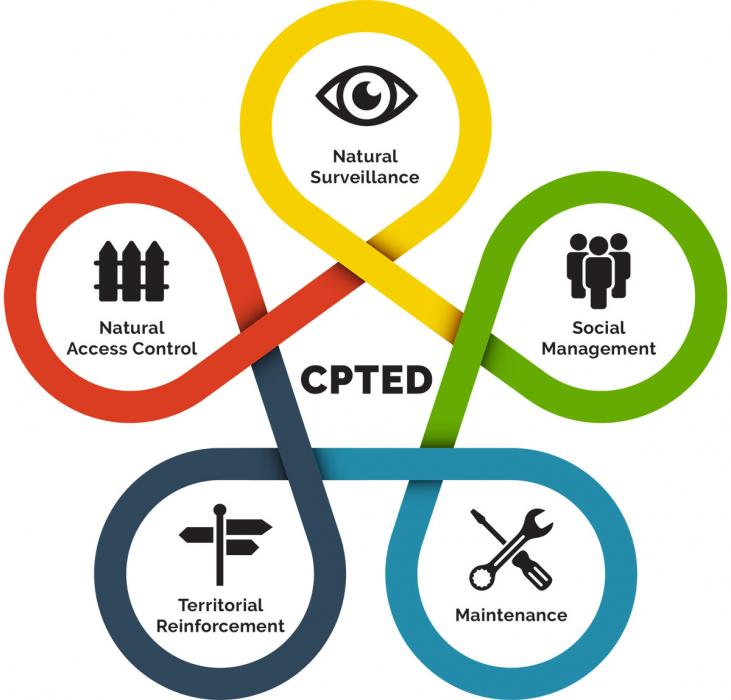 Natural
Surveillance
Natural
Access Control
Social
Management
CPTED
Territorial
Reinforcement
Maintenance